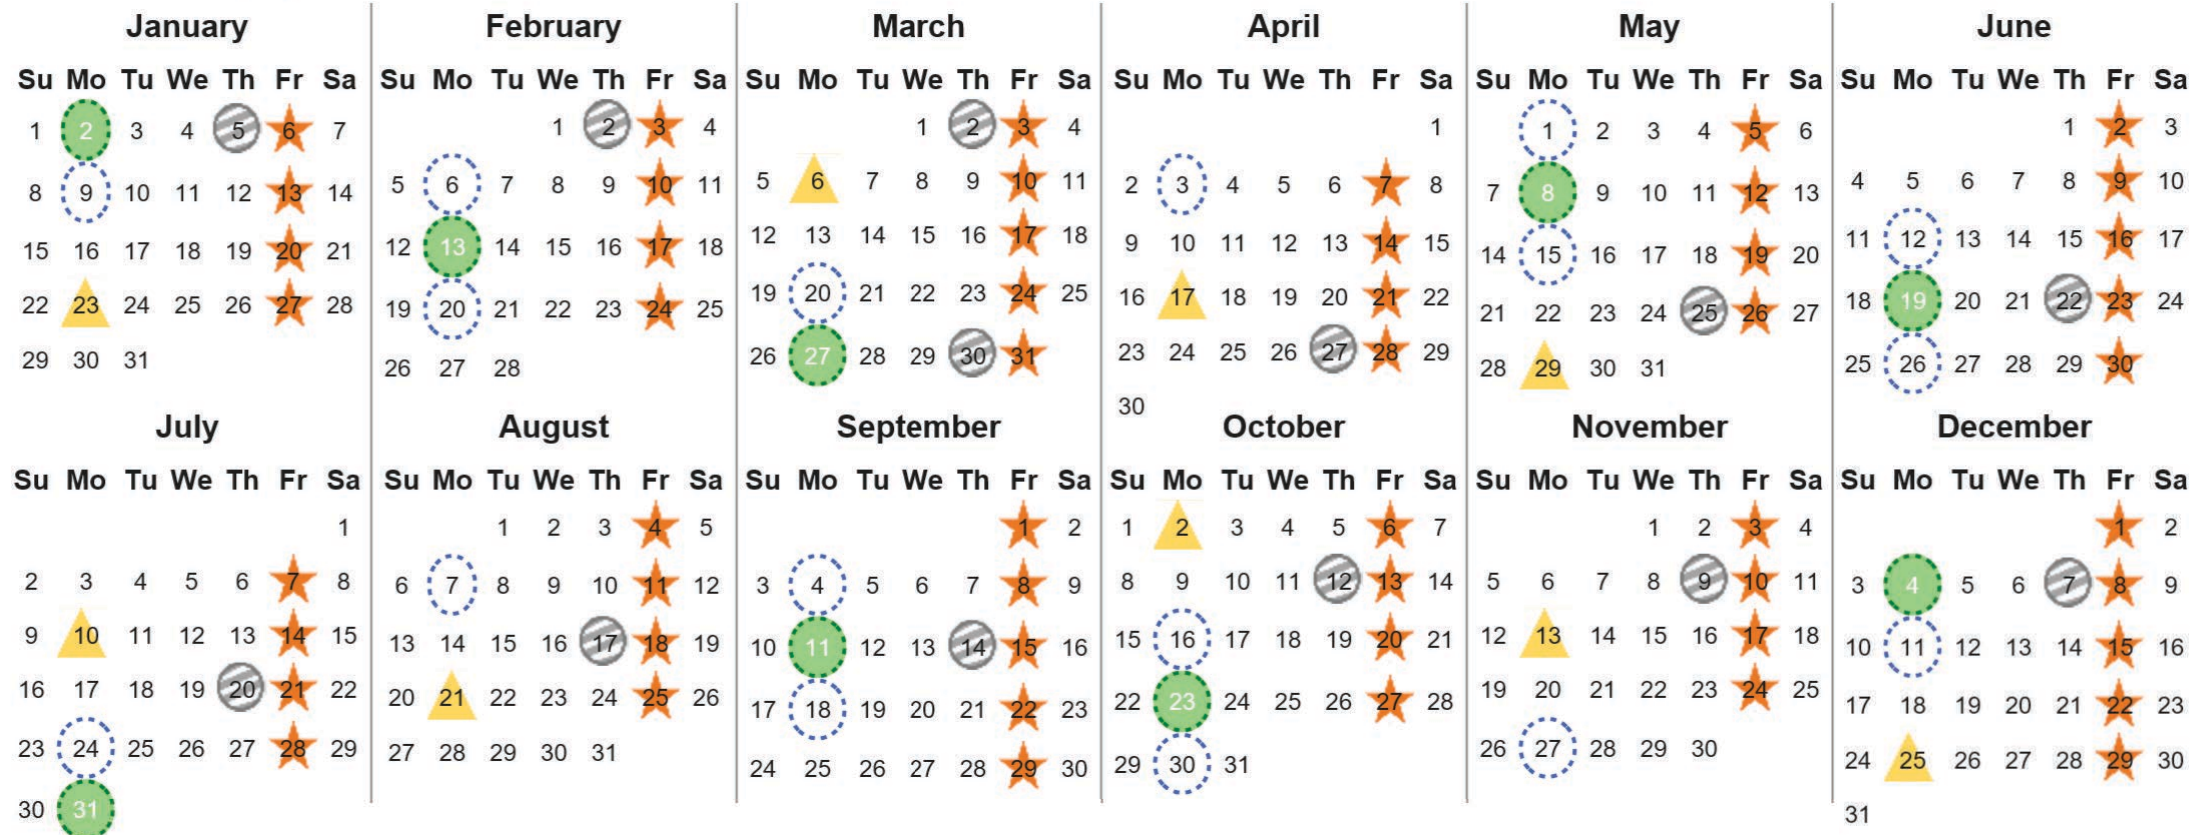 January February March April May June
Su Mo Tu We Th Fr Sa Su Mo Tu We Th Fr Sa Su Mo Tu We Th Fr Sa Su Mo Tu We Th Fr Sa Su Mo Tu We Th Fr Sa Su Mo Tu We Th Fr Sa
1 2 3 4 5 6 7 1 2 3 4 1 2 3 4 1 1 2 3 4 5 6 1 2 3
8 9 10 11 12 13 14 5 6 7 8 9 10 11 5 6 7 8 9 10 11 2 3 4 5 6 7 8 7 8 9 10 11 12 13 4 5 6 7 8 9 10
15 16 17 18 19 20 21 12 13 14 15 16 17 18 12 13 14 15 16 17 18 9 10 11 12 13 14 15 14 15 16 17 18 19 20 11 12 13 14 15 16 17
22 23 24 25 26 27 28 19 20 21 22 23 24 25 19 20 21 22 23 24 25 16 17 18 19 20 21 22 21 22 23 24 25 26 27 18 19 20 21 22 23 24
29 30 31 26 27 28 26 27 28 29 30 31 23 24 25 26 27 28 29 28 29 30 31 25 26 27 28 29 30
30
July August September October November December
Su Mo Tu We Th Fr Sa Su Mo Tu We Th Fr Sa Su Mo Tu We Th Fr Sa Su Mo Tu We Th Fr Sa Su Mo Tu We Th Fr Sa Su Mo Tu We Th Fr Sa
1 1 2 3 4 5 1 2 1 2 3 4 5 6 7 1 2 3 4 1 2
2 3 4 5 6 7 8 6 7 8 9 10 11 12 3 4 5 6 7 8 9 8 9 10 11 12 13 14 5 6 7 8 9 10 11 3 4 5 6 7 8 9
9 10 11 12 13 14 15 13 14 15 16 17 18 19 10 11 12 13 14 15 16 15 16 17 18 19 20 21 12 13 14 15 16 17 18 10 11 12 13 14 15 16
16 17 18 19 20 21 22 20 21 22 23 24 25 26 17 18 19 20 21 22 23 22 23 24 25 26 27 28 19 20 21 22 23 24 25 17 18 19 20 21 22 23
23 24 25 26 27 28 29 27 28 29 30 31 24 25 26 27 28 29 30 29 30 31 26 27 28 29 30 24 25 26 27 28 29 30
30 31 31